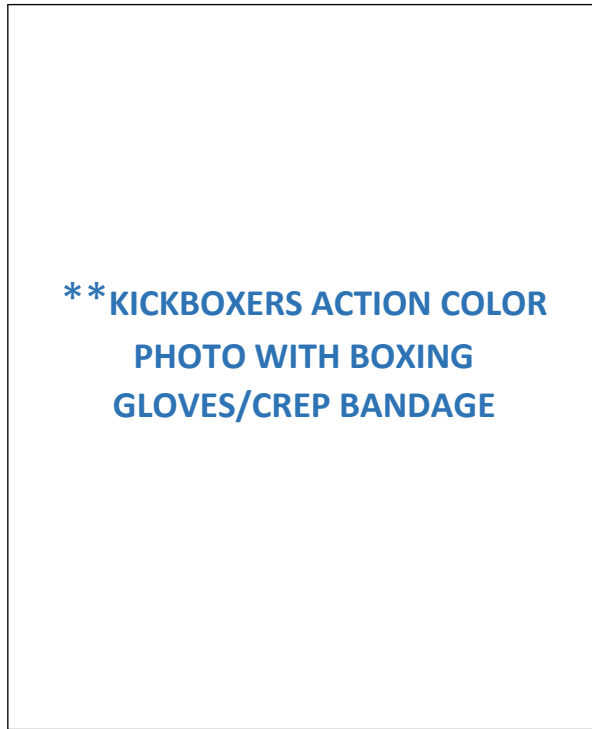 **KICKBOXERS ACTION COLOR
PHOTO WITH BOXING
GLOVES/CREP BANDAGE